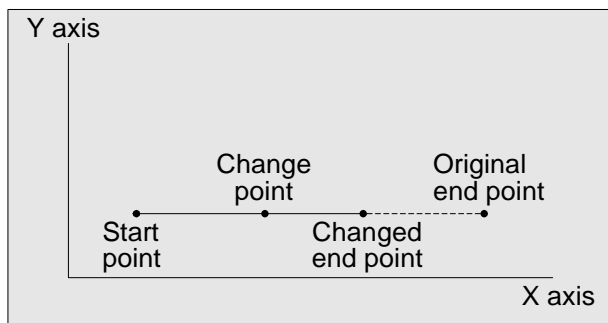 Y axis
Change
point
Original
end point
Start
point
Changed
end point
X axis